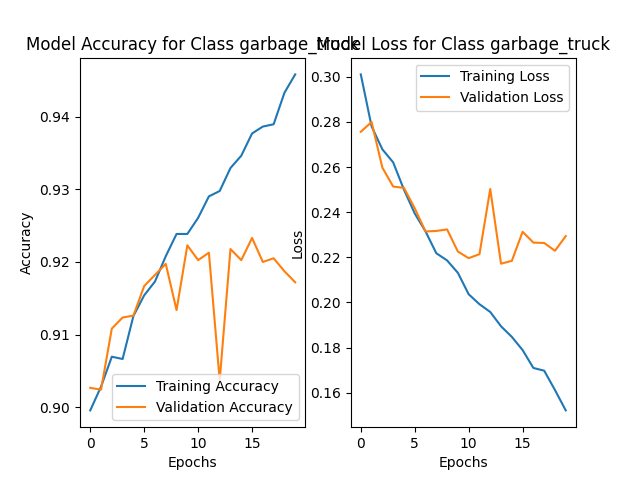 Model Accuracy for Class garbage_truck
Model Loss for Class garbage_truck
Accuracy
0.94
0.93
0.92
0.91
0.90
Training Accuracy
Validation Accuracy
0 5 10 15
Epochs
Loss
0.30
0.28
0.26
0.24
0.22
0.20
0.18
0.16
Training Loss
Validation Loss
0 5 10 15
Epochs